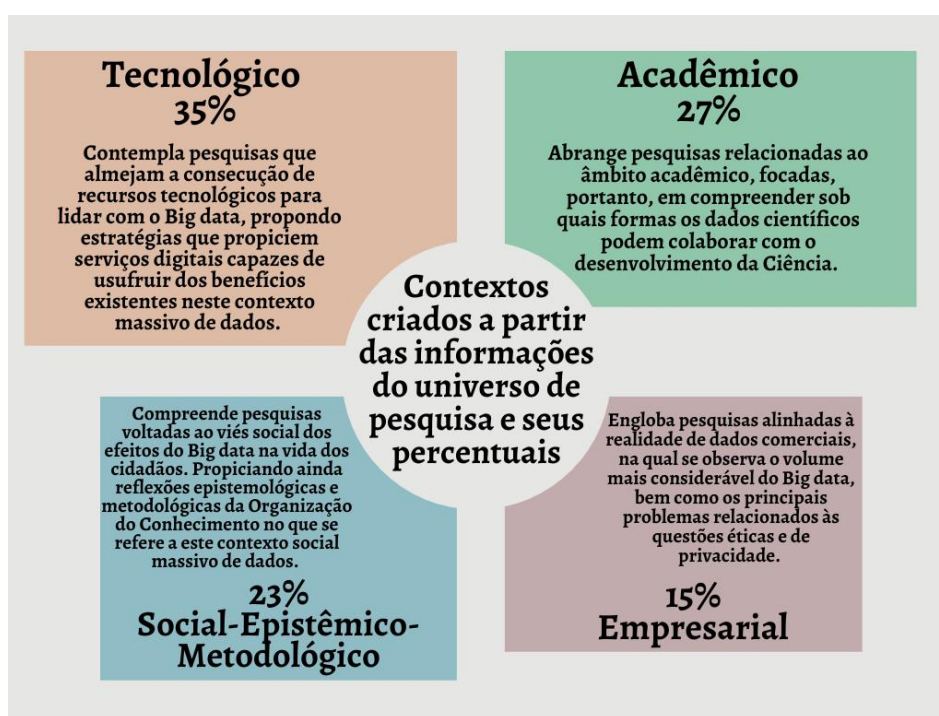 Tecnológico
35%
Contempla pesquisas que
almejam a consecução de
recursos tecnológicos para
lidar com o Big data, propondo
estratégias que propiciem
serviços digitais capazes de
usufruir dos benefícios
existentes neste contexto
massivo de dados.
Acadêmico
27%
Abrange pesquisas relacionadas ao
âmbito acadêmico, focadas,
portanto, em compreender sob
quais formas os dados científicos
podem colaborar com o
desenvolvimento da Ciência.
Contextos
criados a partir
das informações
do universo de
pesquisa e seus
percentuais
Compreende pesquisas
voltadas ao viés social dos
efeitos do Big data na vida dos
cidadãos. Propiciando ainda
reflexões epistemológicas e
metodológicas da Organização
do Conhecimento no que se
refere a este contexto social
massivo de dados.
23%
Social-Epistêmico-
Metodológico
Engloba pesquisas alinhadas à
realidade de dados comerciais,
na qual se observa o volume
mais considerável do Big data,
bem como os principais
problemas relacionados às
questões éticas e de
privacidade.
15%
Empresarial